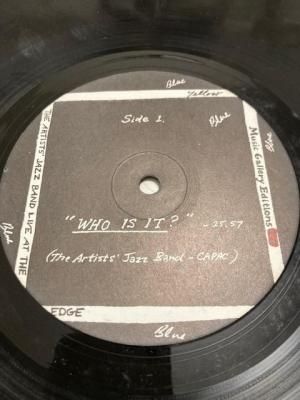 Blue
Yellow
Side 1.
Blue
Blue
Music Gallery Editions
THE ARTISTS' JAZZ BAND LIVE AT THE
EDGE
"WHO IS IT?" - 25.57
(The Artists' Jazz Band - CAPAC)
Blue
Blue